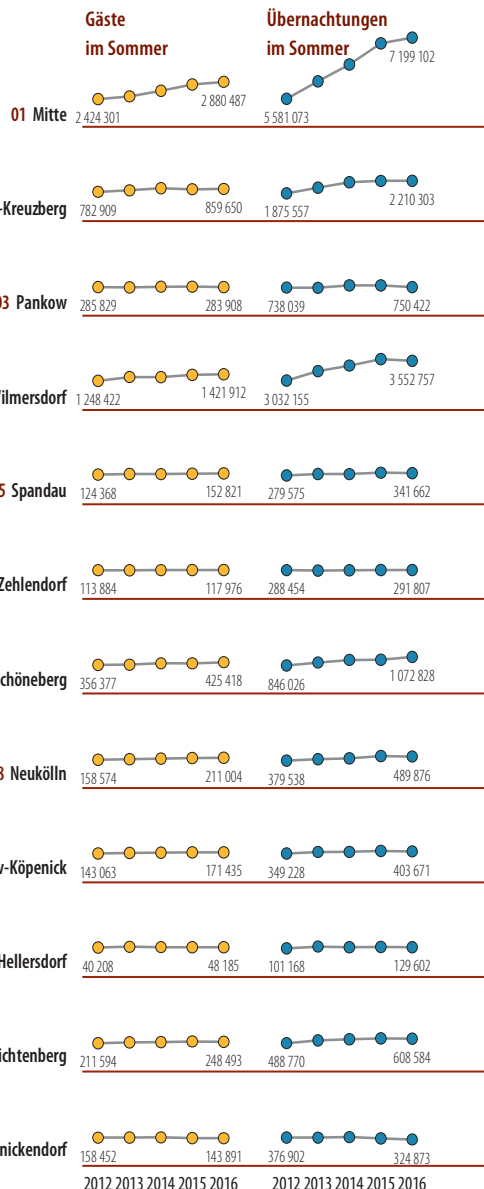 Gäste Übernachtungen
im Sommer im Sommer
01 Mitte 2 424 301 2 880 487 5 581 073 7 199 102
-Kreuzberg 782 909 859 650 1 875 557 2 210 303
03 Pankow 285 829 283 908 738 039 750 422
Wilmersdorf 1 248 422 1 421 912 3 032 155 3 552 757
5 Spandau 124 368 152 821 279 575 341 662
Zehlendorf 113 884 117 976 288 454 291 807
chöneberg 356 377 425 418 846 026 1 072 828
8 Neukölln 158 574 211 004 379 538 489 876
w-Köpenick 143 063 171 435 349 228 403 671
Hellersdorf 40 208 48 185 101 168 129 602
ichtenberg 211 594 248 493 488 770 608 584
nickendorf 158 452 143 891 376 902 324 873
2012 2013 2014 2015 2016 2012 2013 2014 2015 2016